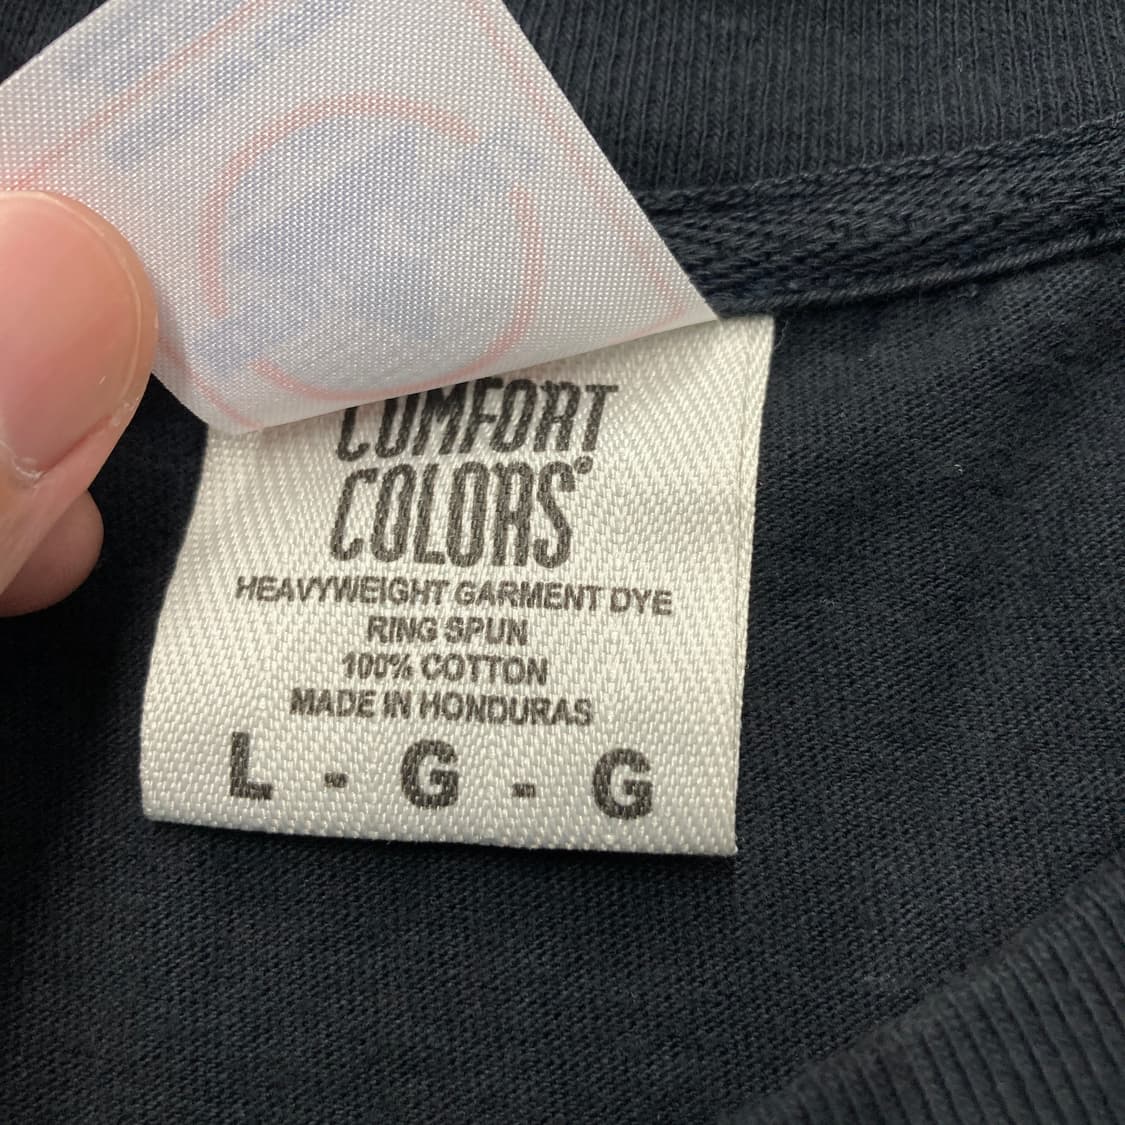 COMFORT
COLORS®
HEAVYWEIGHT GARMENT DYE
RING SPUN
100% COTTON
MADE IN HONDURAS
L - G - G